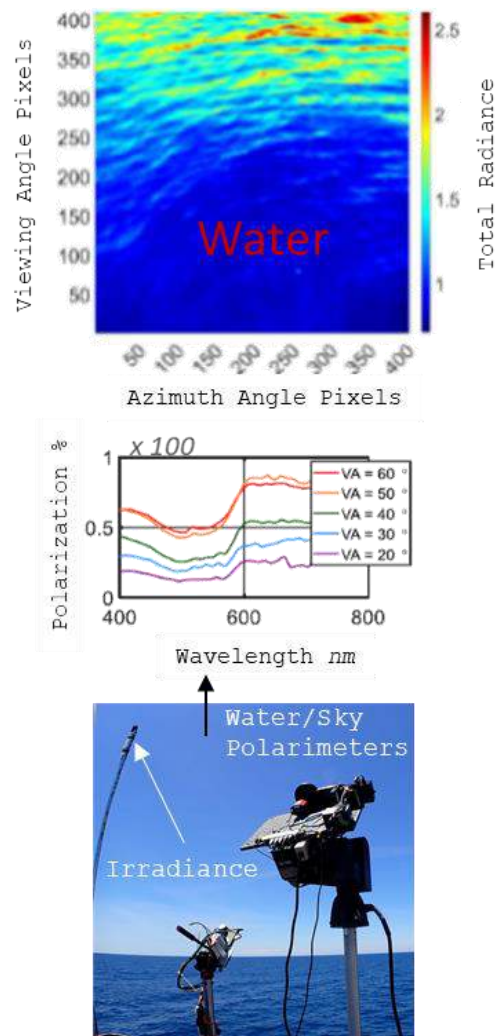 400
350
300
250
200
150
100
50
Viewing Angle Pixels
Water
2.5
2
1.5
1
Total Radiance
50
100
150
200
250
300
350
400
Azimuth Angle Pixels
x 100
Polarization %
1
0.5
0
400
600
800
VA = 60 °
VA = 50 °
VA = 40 °
VA = 30 °
VA = 20 °
Wavelength nm
Water/Sky
Polarimeters
Irradiance